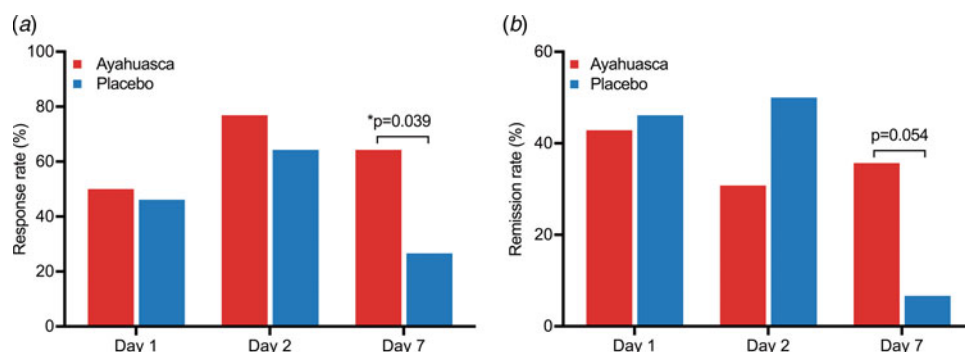 (a)
100
80
60
40
20
0
Response rate (%)
Ayahuasca
Placebo
*p=0.039
Day 1 Day 2 Day 7
(b)
60
40
20
0
Remission rate (%)
Ayahuasca
Placebo
p=0.054
Day 1 Day 2 Day 7